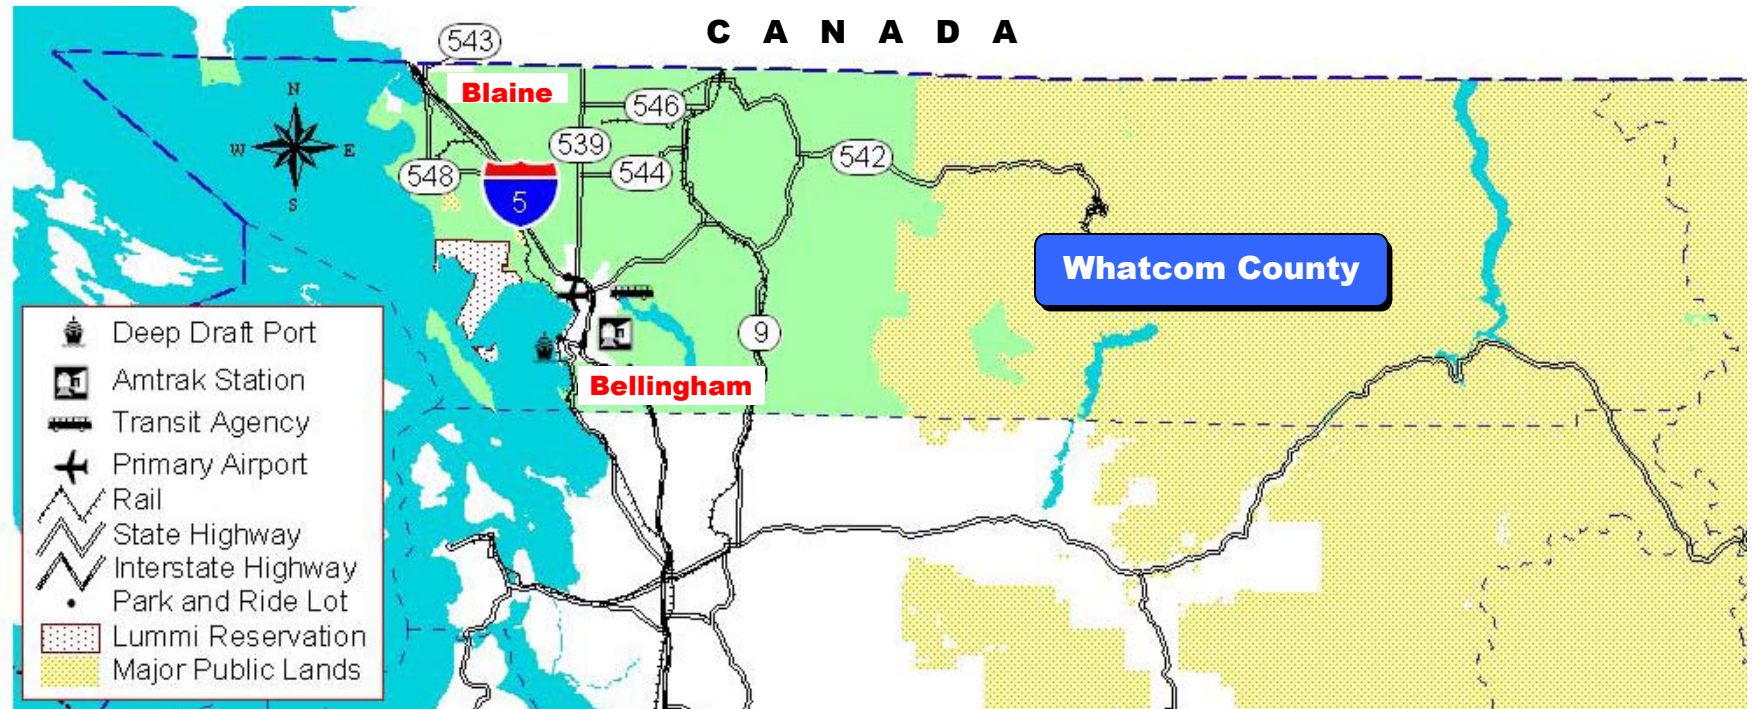 C A N A D A
543
Blaine
546
539
542
548
544
5
N
W E
S
Whatcom County
9
Bellingham
Deep Draft Port
Amtrak Station
Transit Agency
Primary Airport
Rail
State Highway
Interstate Highway
Park and Ride Lot
Lummi Reservation
Major Public Lands